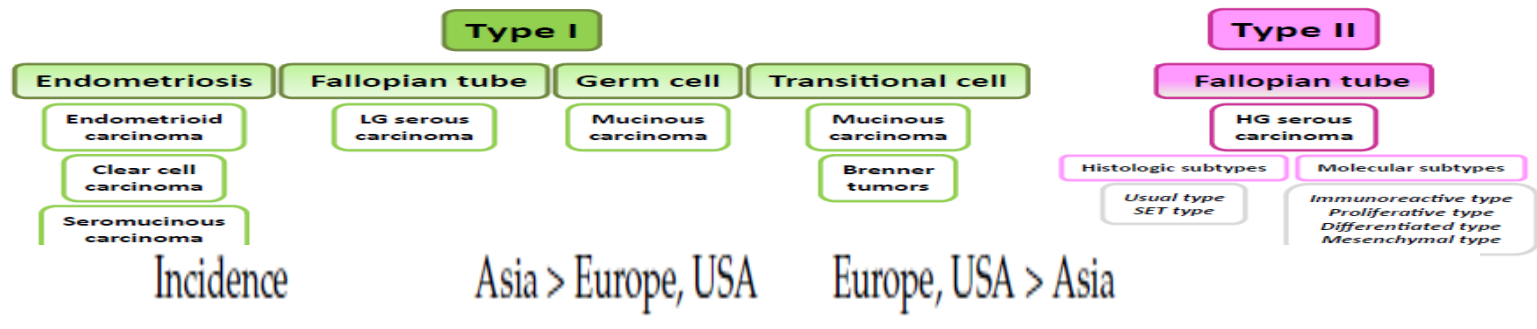 Type I
Type II
Endometriosis
Fallopian tube
Germ cell
Transitional cell
Fallopian tube
Endometrioid
carcinoma
LG serous
carcinoma
Mucinous
carcinoma
Mucinous
carcinoma
HG serous
carcinoma
Clear cell
carcinoma
Brenner
tumors
Histologic subtypes
Molecular subtypes
Seromucinous
carcinoma
Usual type
SET type
Immunoreactive type
Proliferative type
Differentiated type
Mesenchymal type
Incidence
Asia > Europe, USA
Europe, USA > Asia